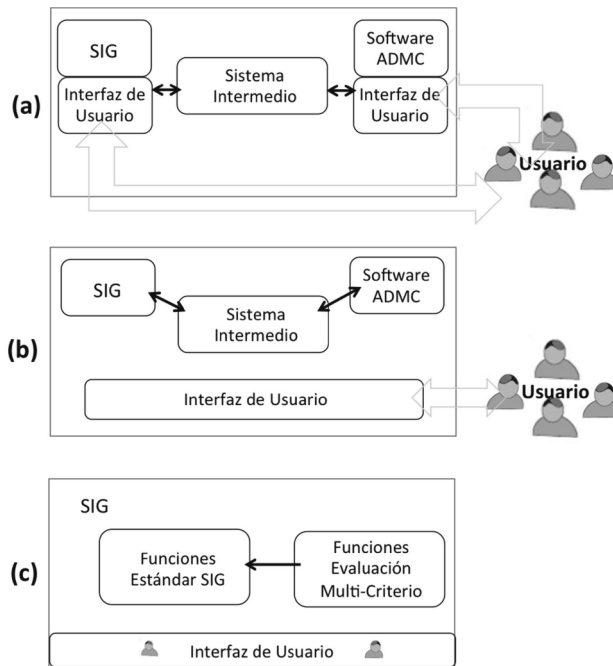 (a)
SIG
Interfaz de
Usuario
Sistema
Intermedio
Software
ADMC
Interfaz de
Usuario
Usuario
(b)
SIG
Sistema
Intermedio
Software
ADMC
Interfaz de Usuario
Usuario
(c)
SIG
Funciones
Estándar SIG
Funciones
Evaluación
Multi-Criterio
Interfaz de Usuario